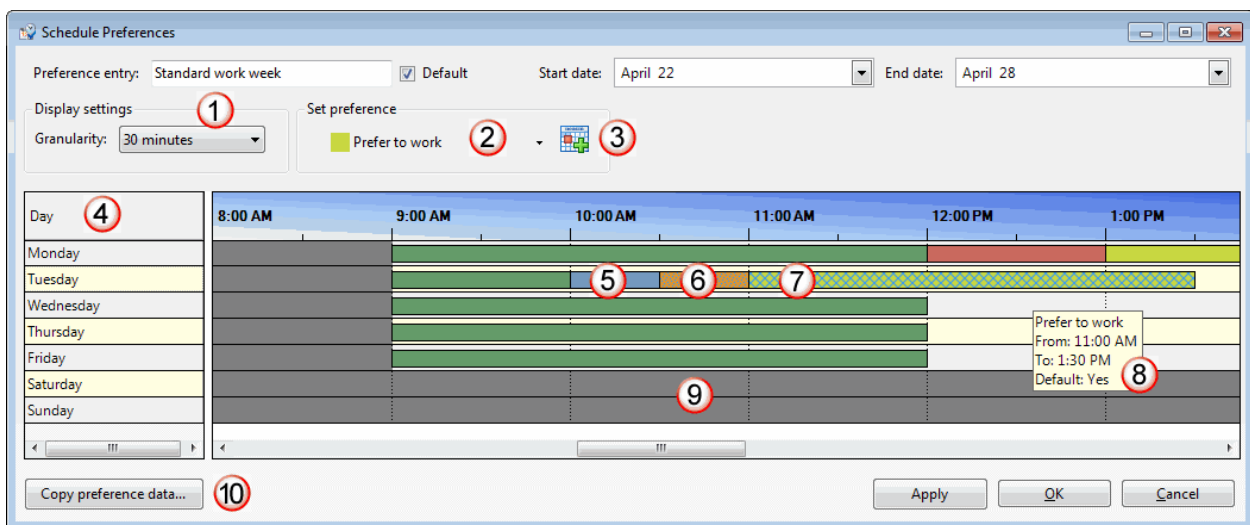 Schedule Preferences
Preference entry: Standard work week Default Start date: April 22 End date: April 28
Display settings 1 Set preference
Granularity: 30 minutes Prefer to work 2 3
Day 4 8:00 AM 9:00 AM 10:00 AM 11:00 AM 12:00 PM 1:00 PM
Monday
Tuesday 5 6 7
Wednesday
Thursday
Friday
Saturday
Sunday
Prefer to work
From: 11:00 AM
To: 1:30 PM
Default: Yes 8
9
Copy preference data... 10 Apply OK Cancel